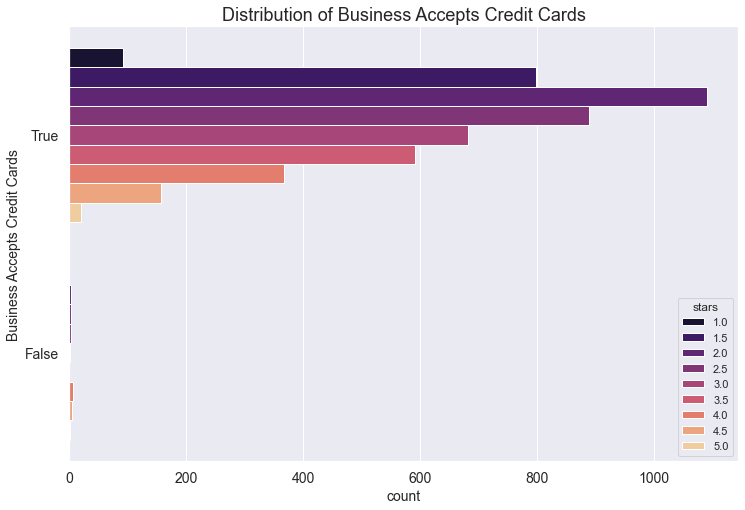 Distribution of Business Accepts Credit Cards
Business Accepts Credit Cards
True
False
stars
1.0
1.5
2.0
2.5
3.0
3.5
4.0
4.5
5.0
0 200 400 600 800 1000
count